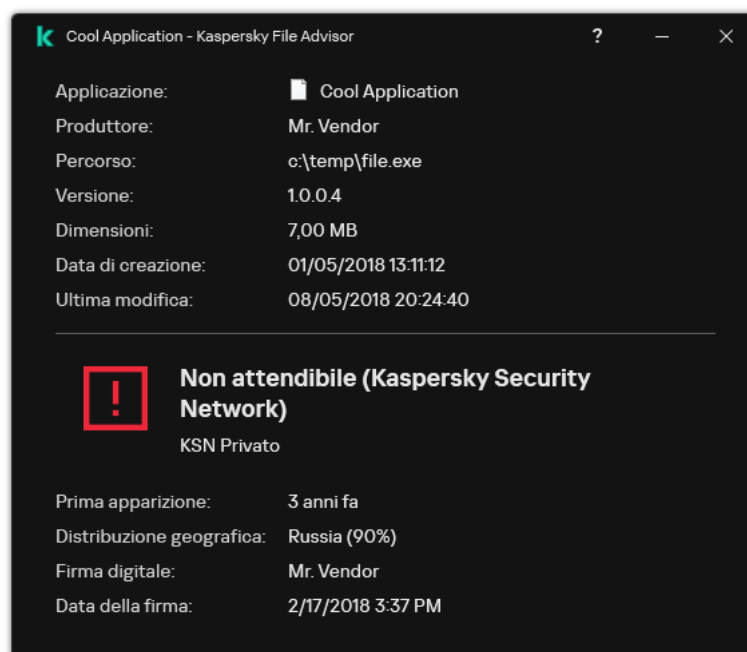 Cool Application - Kaspersky File Advisor ?
Applicazione: Cool Application
Produttore: Mr. Vendor
Percorso: c:\temp\file.exe
Versione: 1.0.0.4
Dimensioni: 7,00 MB
Data di creazione: 01/05/2018 13:11:12
Ultima modifica: 08/05/2018 20:24:40
Non attendibile (Kaspersky Security
Network)
KSN Privato
Prima apparizione: 3 anni fa
Distribuzione geografica: Russia (90%)
Firma digitale: Mr. Vendor
Data della firma: 2/17/2018 3:37 PM